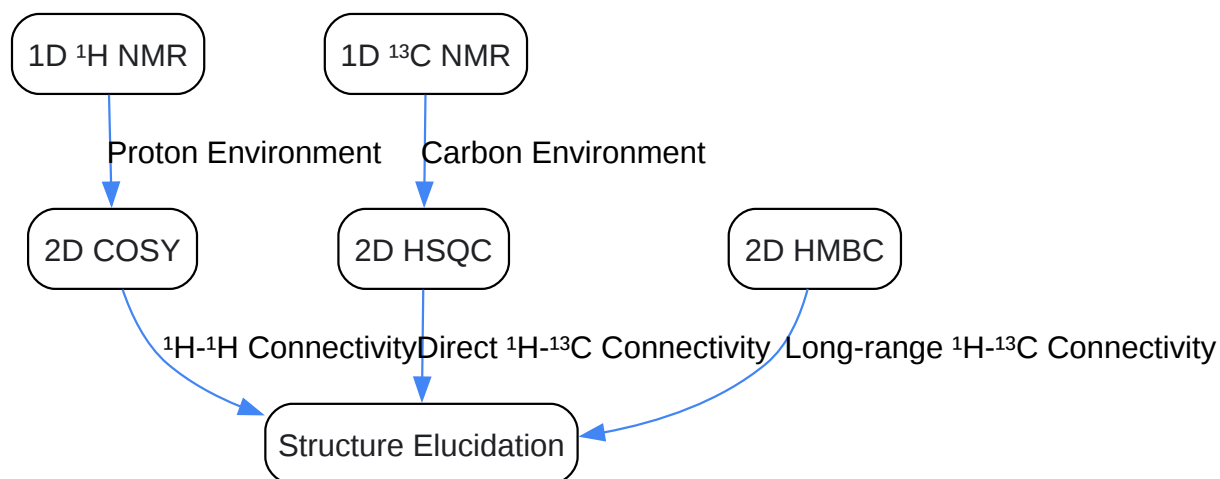 1D ¹H NMR
1D ¹³C NMR
Proton Environment
Carbon Environment
2D COSY
2D HSQC
2D HMBC
¹H-¹H Connectivity
Direct ¹H-¹³C Connectivity
Long-range ¹H-¹³C Connectivity
Structure Elucidation